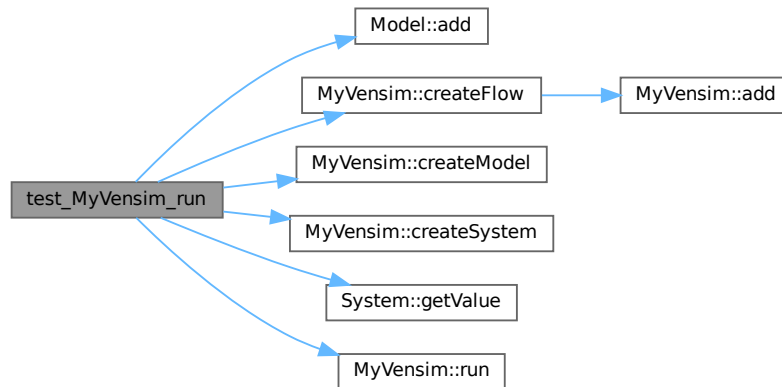 Model::add
MyVensim::createFlow
MyVensim::add
MyVensim::createModel
test_MyVensim_run
MyVensim::createSystem
System::getValue
MyVensim::run